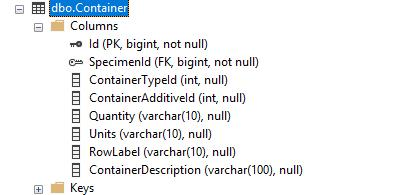 dbo.Container
Columns
Id (PK, bigint, not null)
SpecimenId (FK, bigint, not null)
ContainerTypeId (int, null)
ContainerAdditiveId (int, null)
Quantity (varchar(10), null)
Units (varchar(10), null)
RowLabel (varchar(10), null)
ContainerDescription (varchar(100), null)
Keys